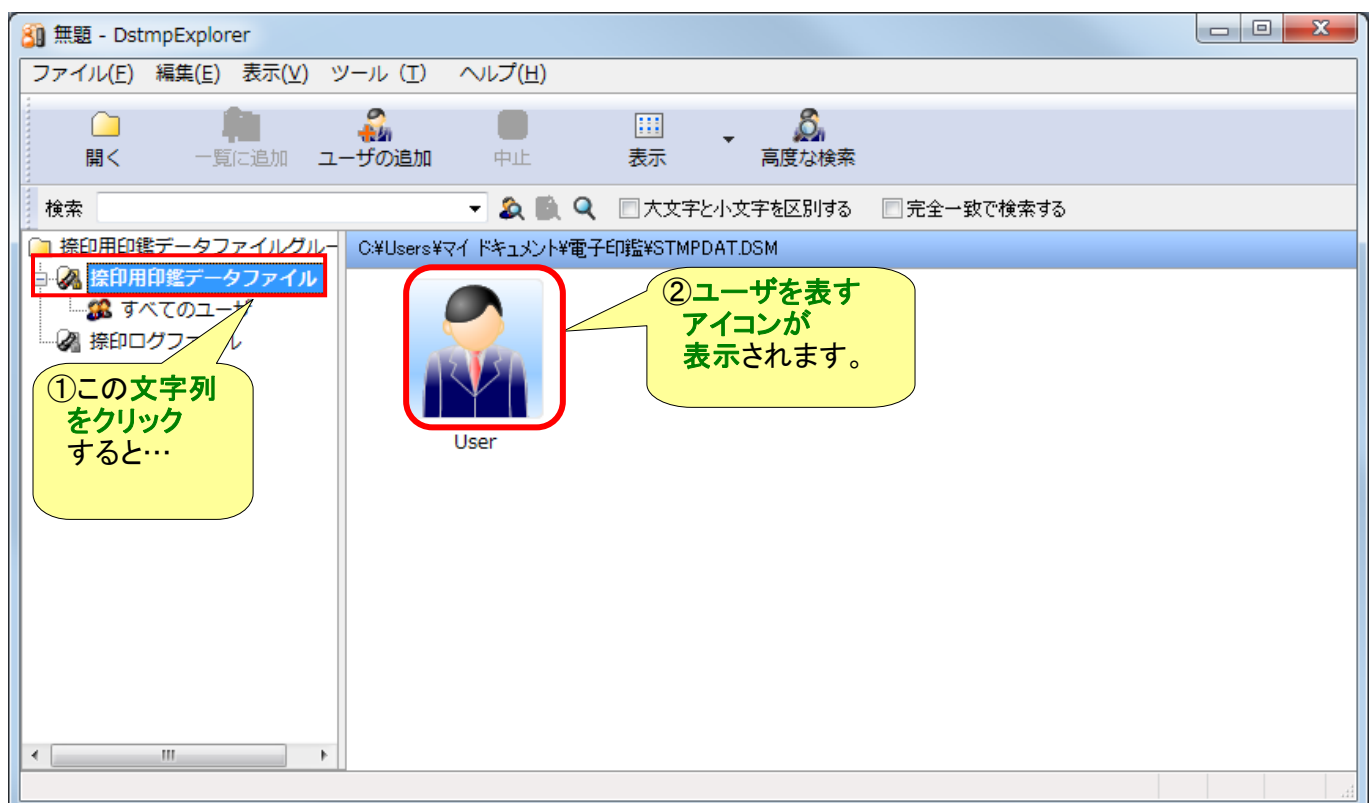 無題 - DstmpExplorer
ファイル(F) 編集(E) 表示(V) ツール (T) ヘルプ(H)
開く 一覧に追加 ユーザの追加 中止 表示 高度な検索
検索 大文字と小文字を区別する 完全一致で検索する
捺印用印鑑データファイルグルー
C:¥Users¥マイ ドキュメント¥電子印鑑¥STMPDAT.DSM
捺印用印鑑データファイル
すべてのユーザ
捺印ログファイル
①この文字列
をクリック
すると…
②ユーザを表す
アイコンが
表示されます。
User